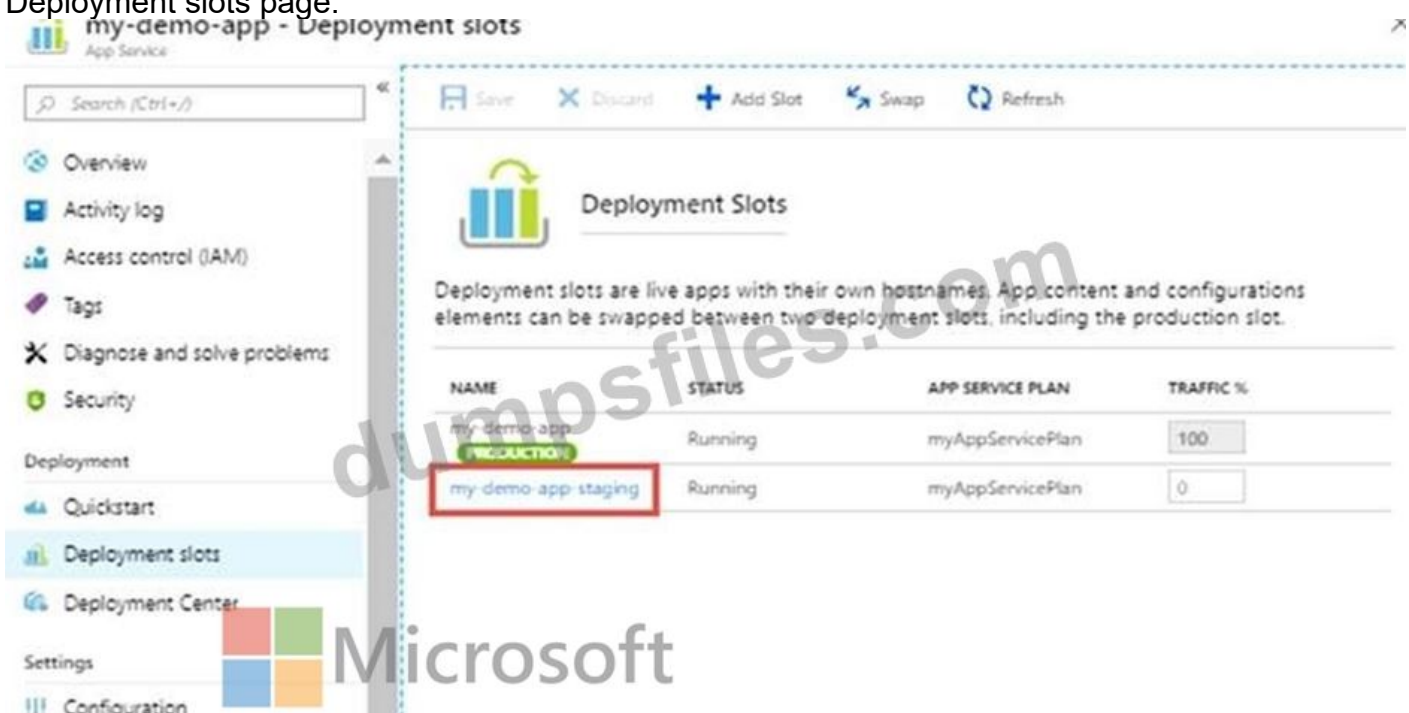 Deployment slots page.
my-demo-app - Deployment slots
App Service
Search (Ctrl+/)
«
Save
Discard
Add Slot
Swap
Refresh
Overview
Activity log
Access control (IAM)
Tags
Diagnose and solve problems
Security
Deployment
Quickstart
Deployment slots
Deployment Center
Settings
Configuration
Deployment Slots
Deployment slots are live apps with their own hostnames. App content and configurations
elements can be swapped between two deployment slots, including the production slot.
NAME STATUS APP SERVICE PLAN TRAFFIC %
my-demo-app Running myAppServicePlan 100
PRODUCTION
my-demo-app-staging Running myAppServicePlan 0
dumpsfiles.com
Microsoft